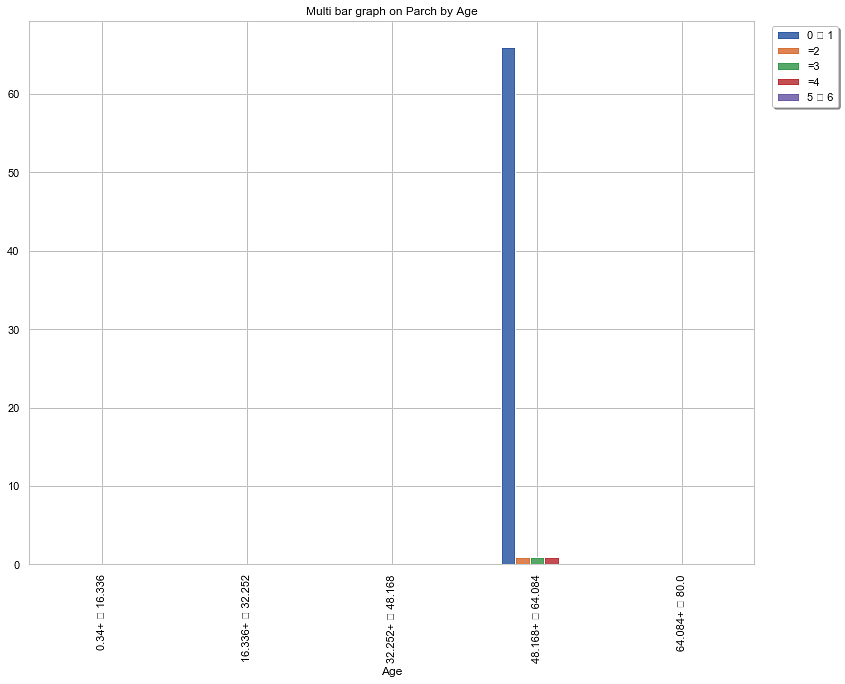 Multi bar graph on Parch by Age
0 □ 1
=2
=3
=4
5 □ 6
60
50
40
30
20
10
0
0.34+ □ 16.336
16.336+ □ 32.252
32.252+ □ 48.168
48.168+ □ 64.084
64.084+ □ 80.0
Age